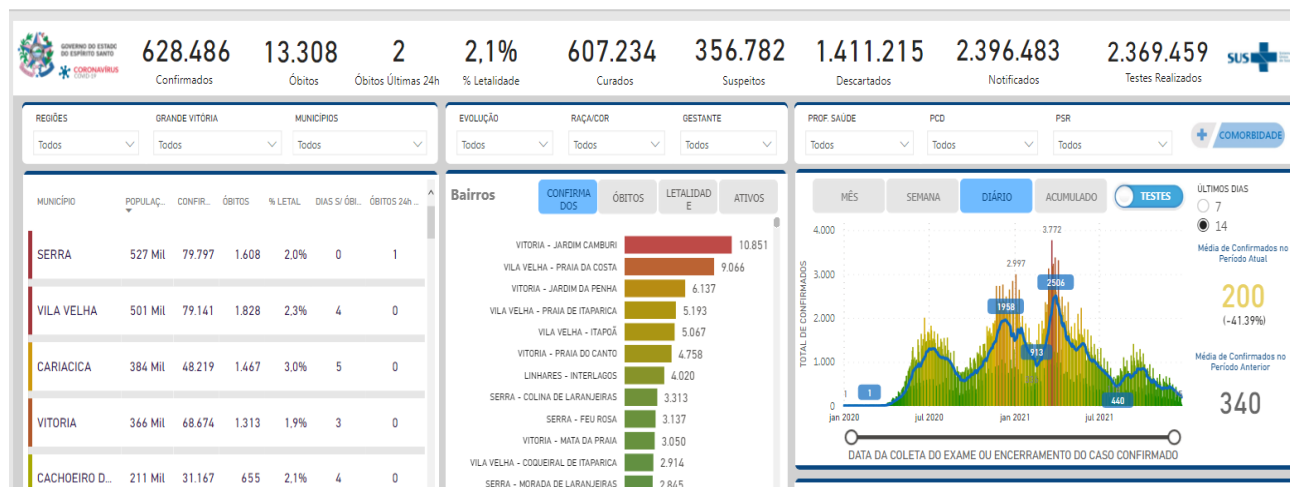 GOVERNO DO ESTADO
DO ESPÍRITO SANTO
CORONAVÍRUS
COVID-19
628.486
Confirmados
13.308
Óbitos
2
Óbitos Últimas 24h
2,1%
% Letalidade
607.234
Curados
356.782
Suspeitos
1.411.215
Descartados
2.396.483
Notificados
2.369.459
Testes Realizados
SUS
REGIÕES GRANDE VITÓRIA MUNICÍPIOS
Todos Todos Todos
EVOLUÇÃO RAÇA/COR GESTANTE
Todos Todos Todos
PROF. SAÚDE PCD PSR
Todos Todos Todos
+ COMORBIDADE
MUNICÍPIO POPULAÇ... CONFIR... ÓBITOS % LETAL DIAS S/ ÓBI... ÓBITOS 24h ...
SERRA 527 Mil 79.797 1.608 2,0% 0 1
VILA VELHA 501 Mil 79.141 1.828 2,3% 4 0
CARIACICA 384 Mil 48.219 1.467 3,0% 5 0
VITORIA 366 Mil 68.674 1.313 1,9% 3 0
CACHOEIRO D... 211 Mil 31.167 655 2,1% 4 0
Bairros
CONFIRMA
DOS
ÓBITOS
LETALIDAD
E
ATIVOS
VITORIA - JARDIM CAMBURI 10.851
VILA VELHA - PRAIA DA COSTA 9.066
VITORIA - JARDIM DA PENHA 6.137
VILA VELHA - PRAIA DE ITAPARICA 5.193
VILA VELHA - ITAPOÃ 5.067
VITORIA - PRAIA DO CANTO 4.758
LINHARES - INTERLAGOS 4.020
SERRA - COLINA DE LARANJEIRAS 3.313
SERRA - FEU ROSA 3.137
VITORIA - MATA DA PRAIA 3.050
VILA VELHA - COQUEIRAL DE ITAPARICA 2.914
SERRA - MORADA DE LARANJEIRAS 2.845
MÊS SEMANA DIÁRIO ACUMULADO TESTES
TOTAL DE CONFIRMADOS
4.000
3.000
2.000
1.000
0
3.772
2.997
2506
1958
913
440
1
1
jan 2020 jul 2020 jan 2021 jul 2021
DATA DA COLETA DO EXAME OU ENCERRAMENTO DO CASO CONFIRMADO
ÚLTIMOS DIAS
7
14
Média de Confirmados no
Período Atual
200
(-41.39%)
Média de Confirmados no
Período Anterior
340